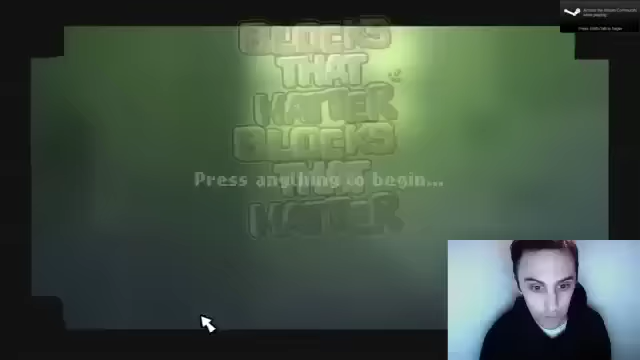 BLOCKS
THAT
MATTER
BLOCKS
THAT
MATTER
Press anything to begin...